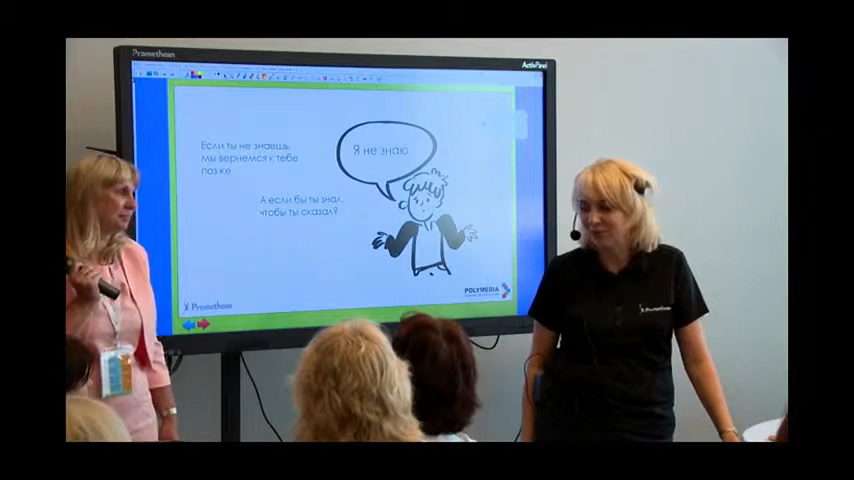 Promethean
ActivPanel
Если ты не знаешь,
мы вернемся к тебе
позже
Я не знаю
А если бы ты знал,
чтобы ты сказал?
POLYMEDIA
Promethean
Promethean